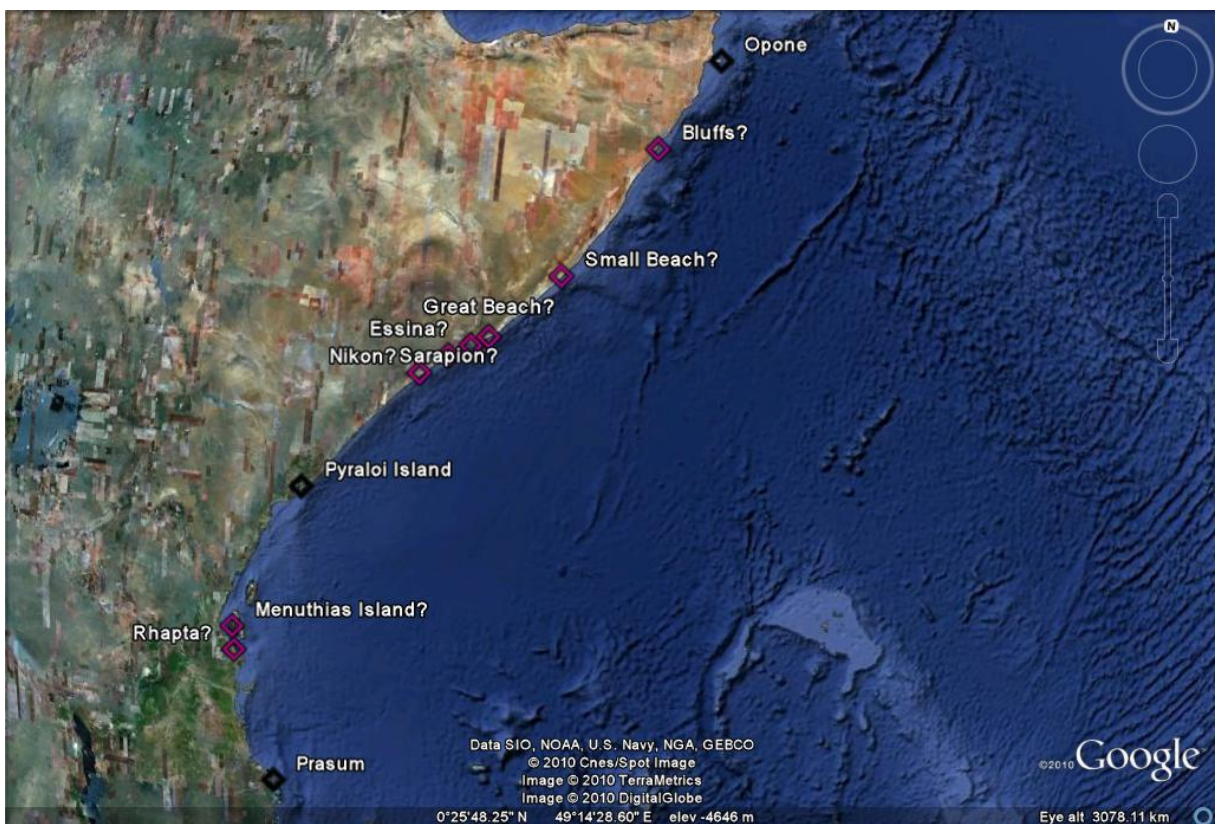 N
Opone
Bluffs?
Small Beach?
Great Beach?
Essina?
Nikon? Sarapion?
Pyraloi Island
Menuthias Island?
Rhapta?
Prasum
Data SIO, NOAA, U.S. Navy, NGA, GEBCO
© 2010 Cnes/Spot Image
Image © 2010 TerraMetrics
Image © 2010 DigitalGlobe
©2010 Google
0°25'48.25" N 49°14'28.60" E elev -4646 m
Eye alt 3078.11 km